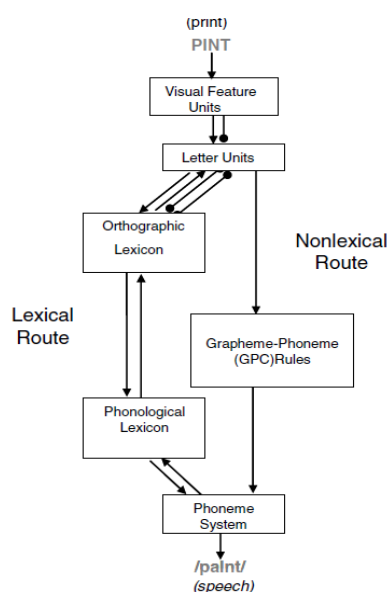 (print)
PINT
Visual Feature
Units
Letter Units
Orthographic
Lexicon
Nonlexical
Route
Lexical
Route
Grapheme-Phoneme
(GPC)Rules
Phonological
Lexicon
Phoneme
System
/paInt/
(speech)